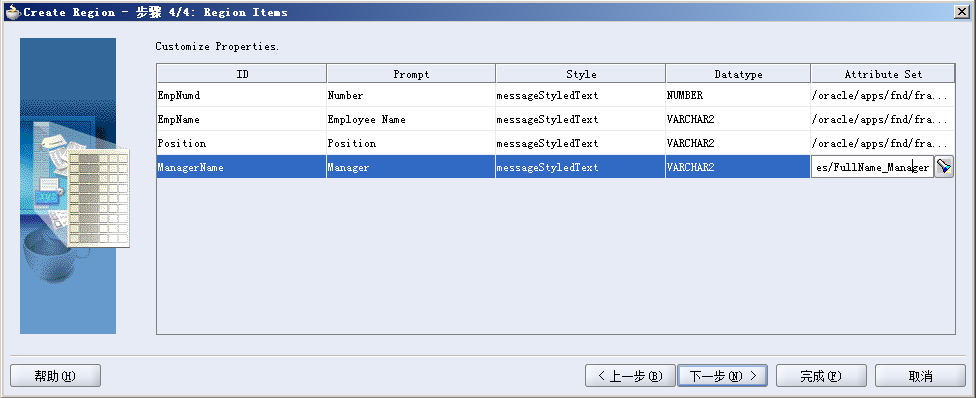 Create Region - 步骤 4/4: Region Items
Customize Properties.
ID Prompt Style Datatype Attribute Set
EmpNumd Number messageStyledText NUMBER /oracle/apps/fnd/fra...
EmpName Employee Name messageStyledText VARCHAR2 /oracle/apps/fnd/fra...
Position Position messageStyledText VARCHAR2 /oracle/apps/fnd/fra...
ManagerName Manager messageStyledText VARCHAR2 es/FullName_Manager
帮助(H) < 上一步(B) 下一步(N) > 完成(F) 取消